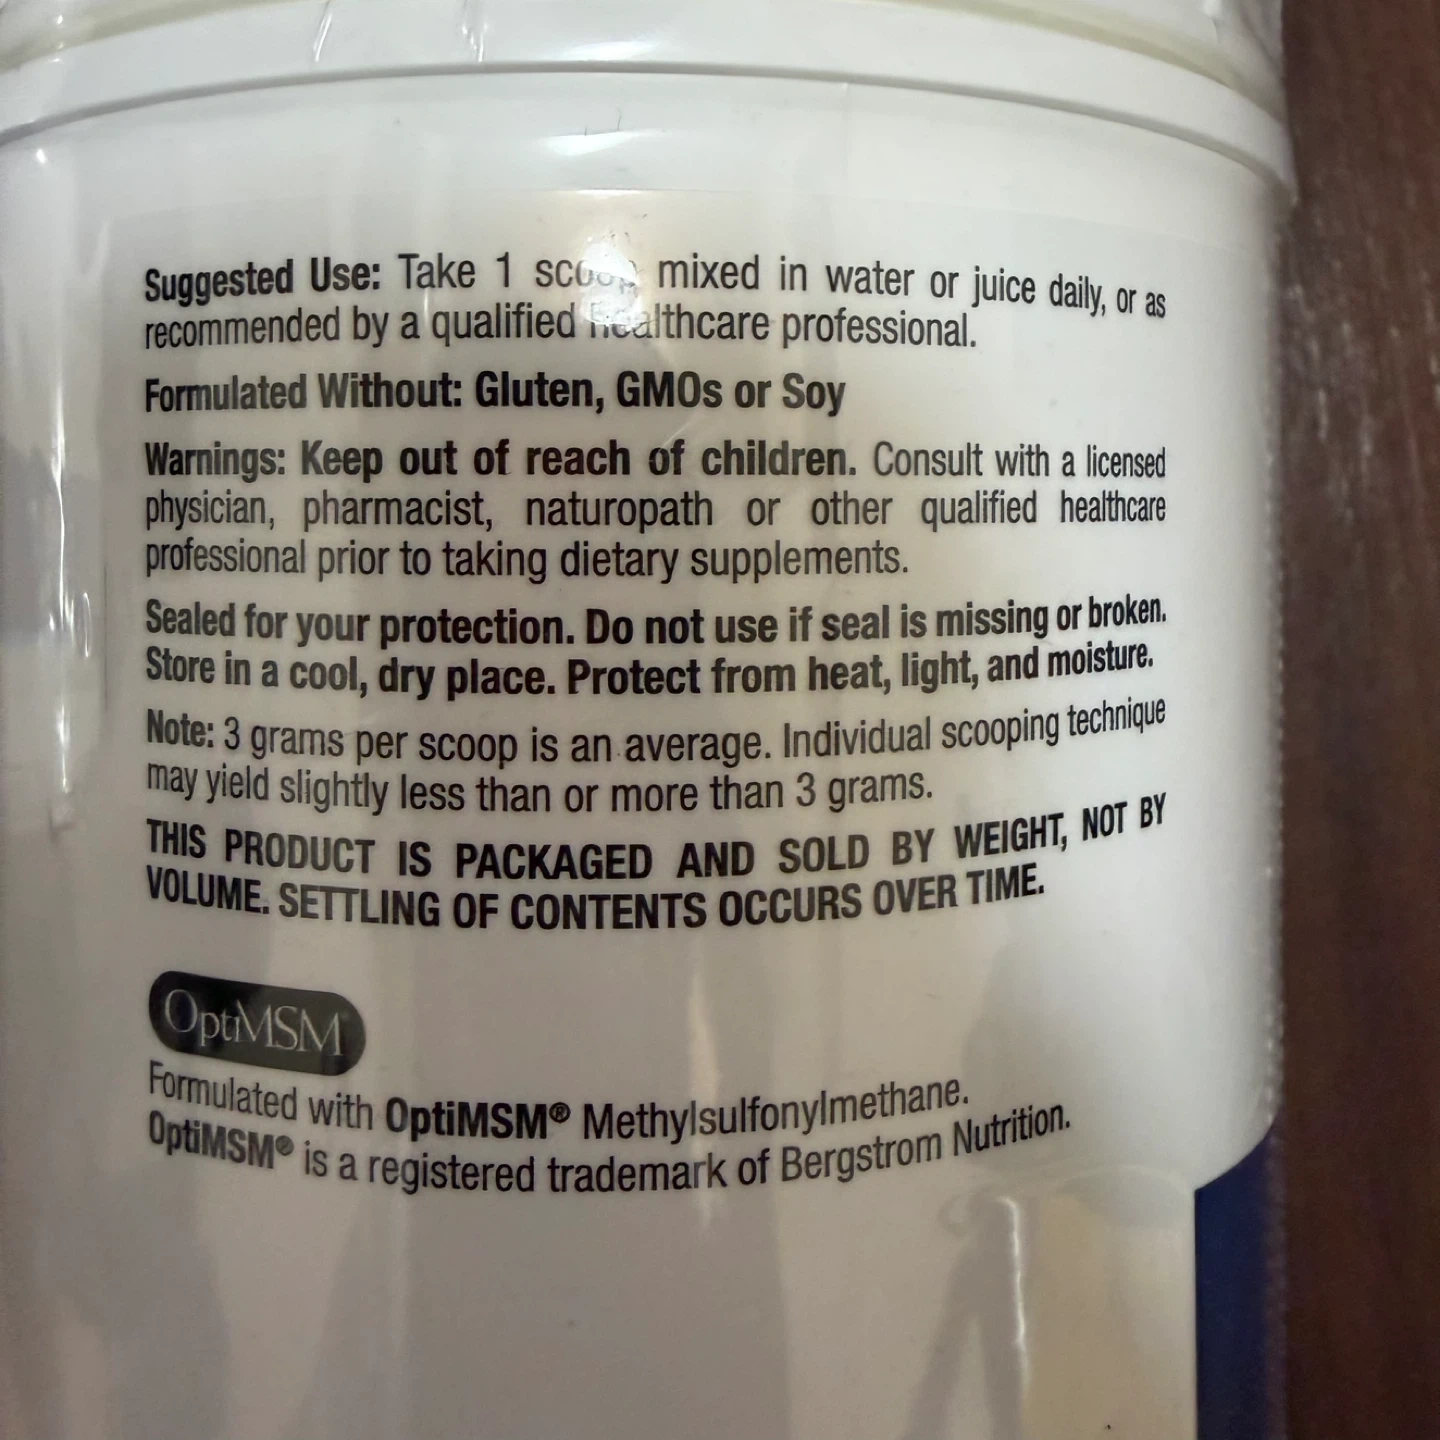 Suggested Use: Take 1 scoop mixed in water or juice daily, or as
recommended by a qualified healthcare professional.
Formulated Without: Gluten, GMOs or Soy
Warnings: Keep out of reach of children. Consult with a licensed
physician, pharmacist, naturopath or other qualified healthcare
professional prior to taking dietary supplements.
Sealed for your protection. Do not use if seal is missing or broken.
Store in a cool, dry place. Protect from heat, light, and moisture.
Note: 3 grams per scoop is an average. Individual scooping technique
may yield slightly less than or more than 3 grams.
THIS PRODUCT IS PACKAGED AND SOLD BY WEIGHT, NOT BY
VOLUME. SETTLING OF CONTENTS OCCURS OVER TIME.
OptiMSM
Formulated with OptiMSM® Methylsulfonylmethane.
OptiMSM® is a registered trademark of Bergstrom Nutrition.